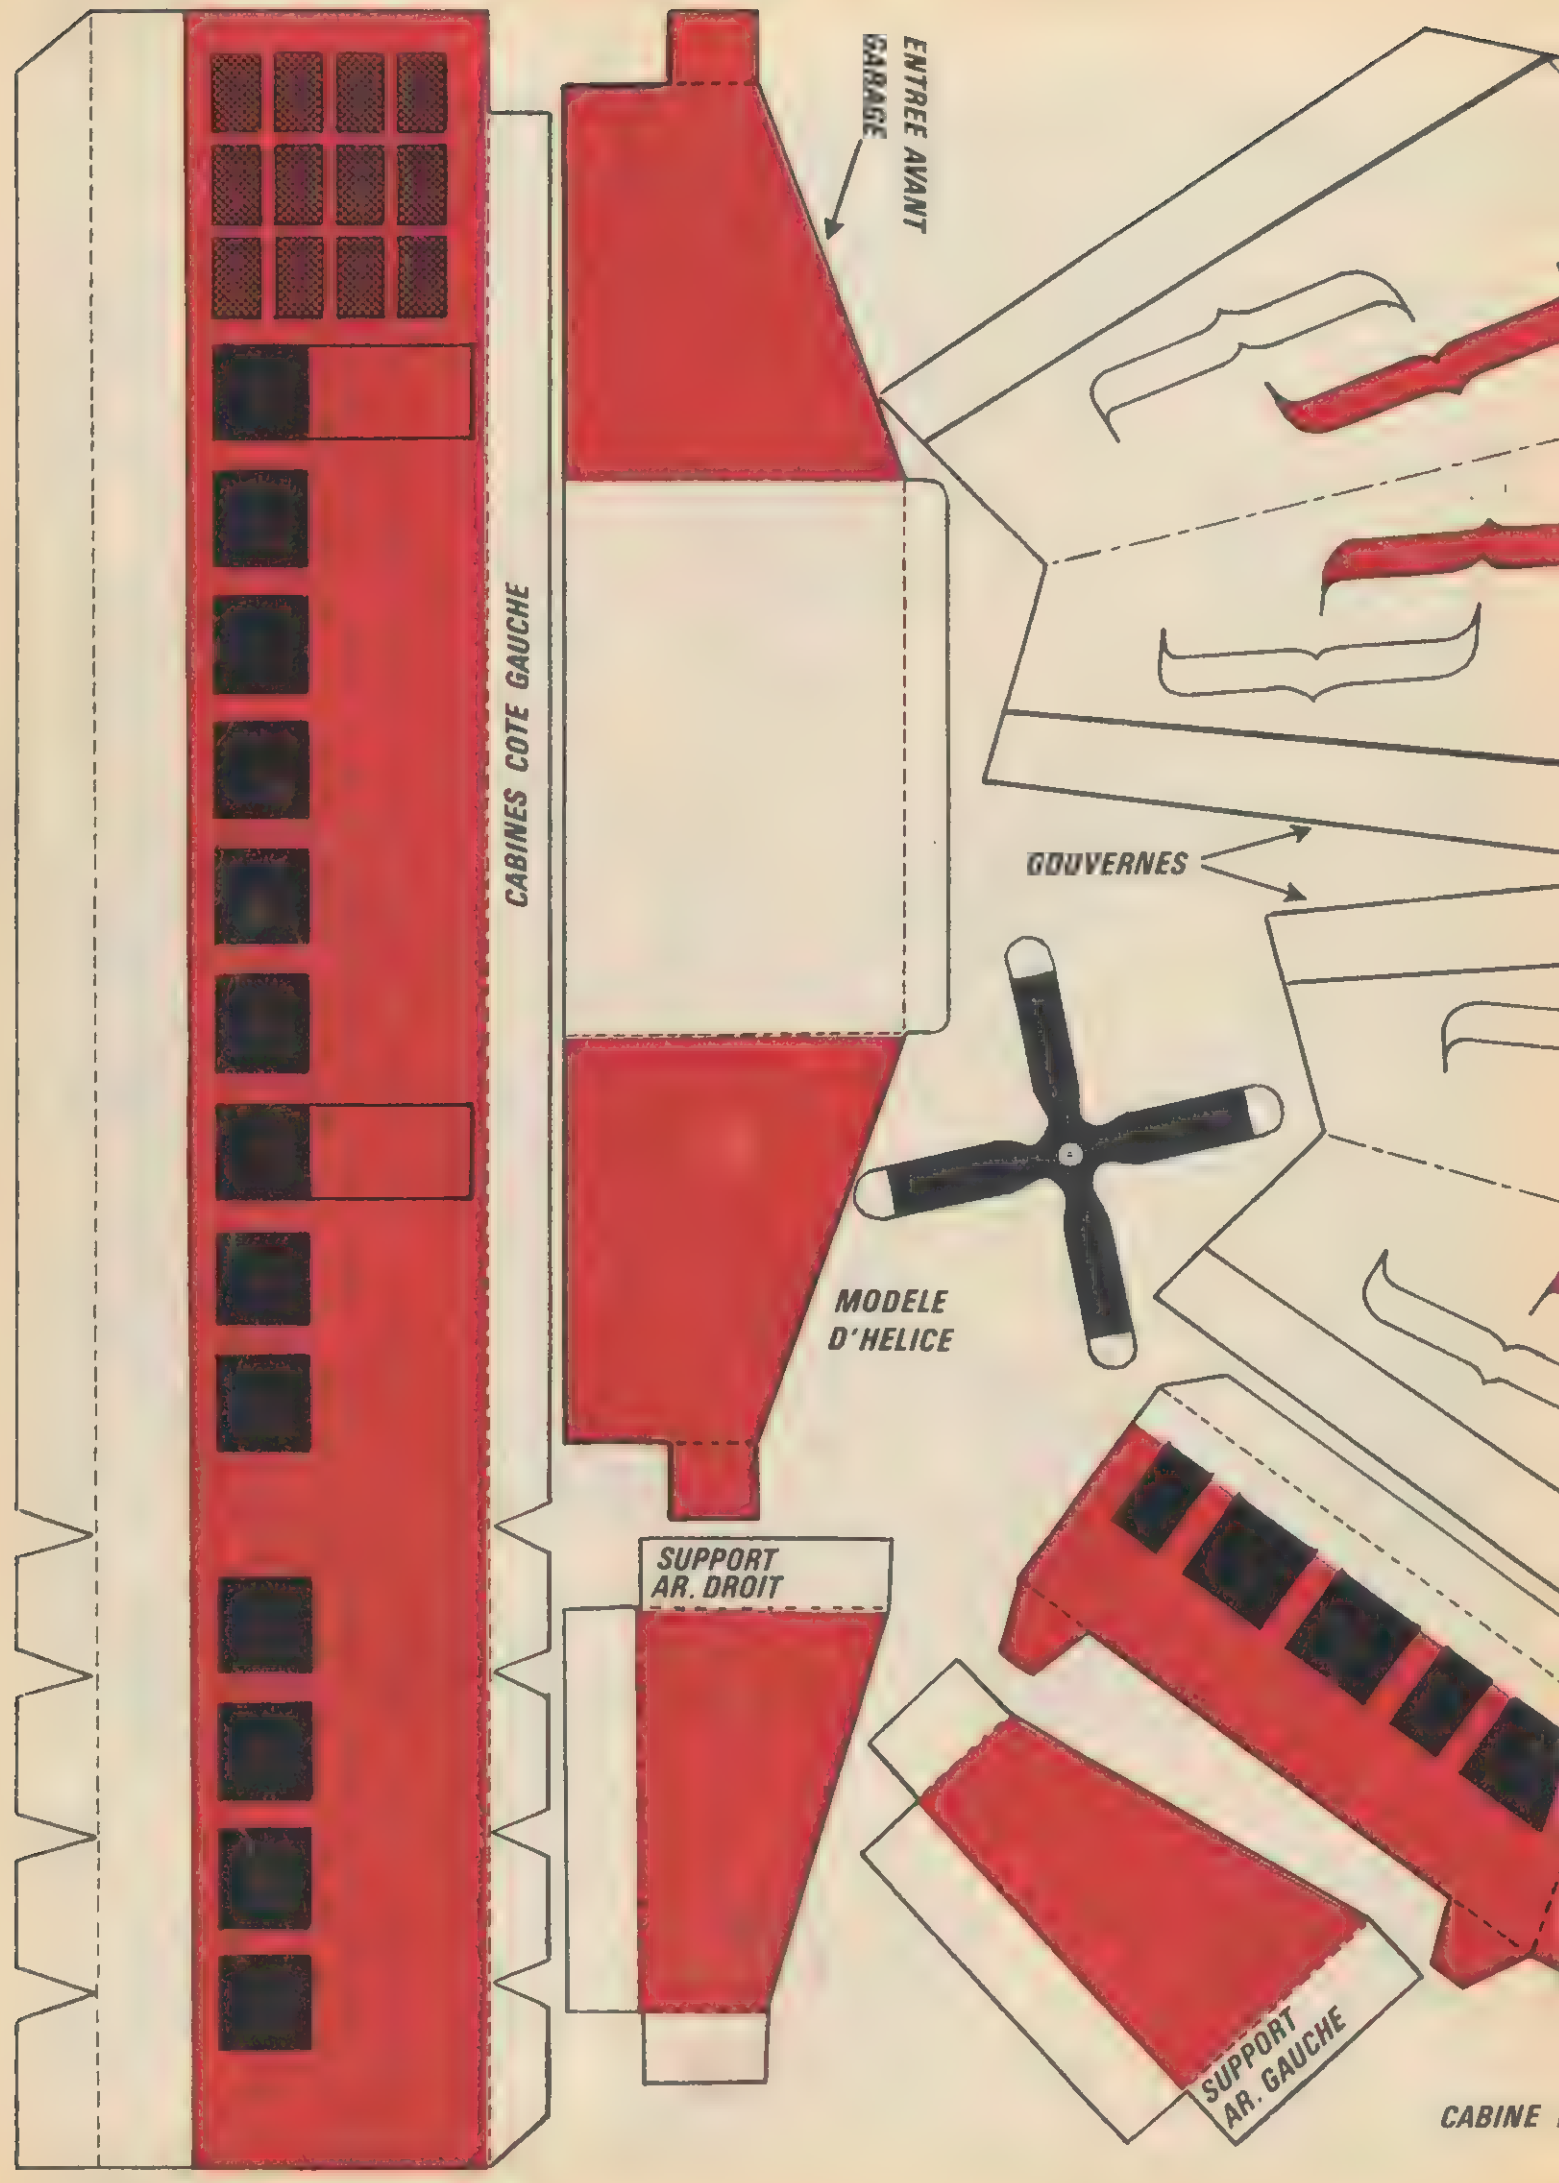 ENTREE AVANT
GARAGE
CABINES COTE GAUCHE
GOUVERNES
MODELE
D'HELICE
SUPPORT
AR. DROIT
SUPPORT
AR. GAUCHE
CABINE